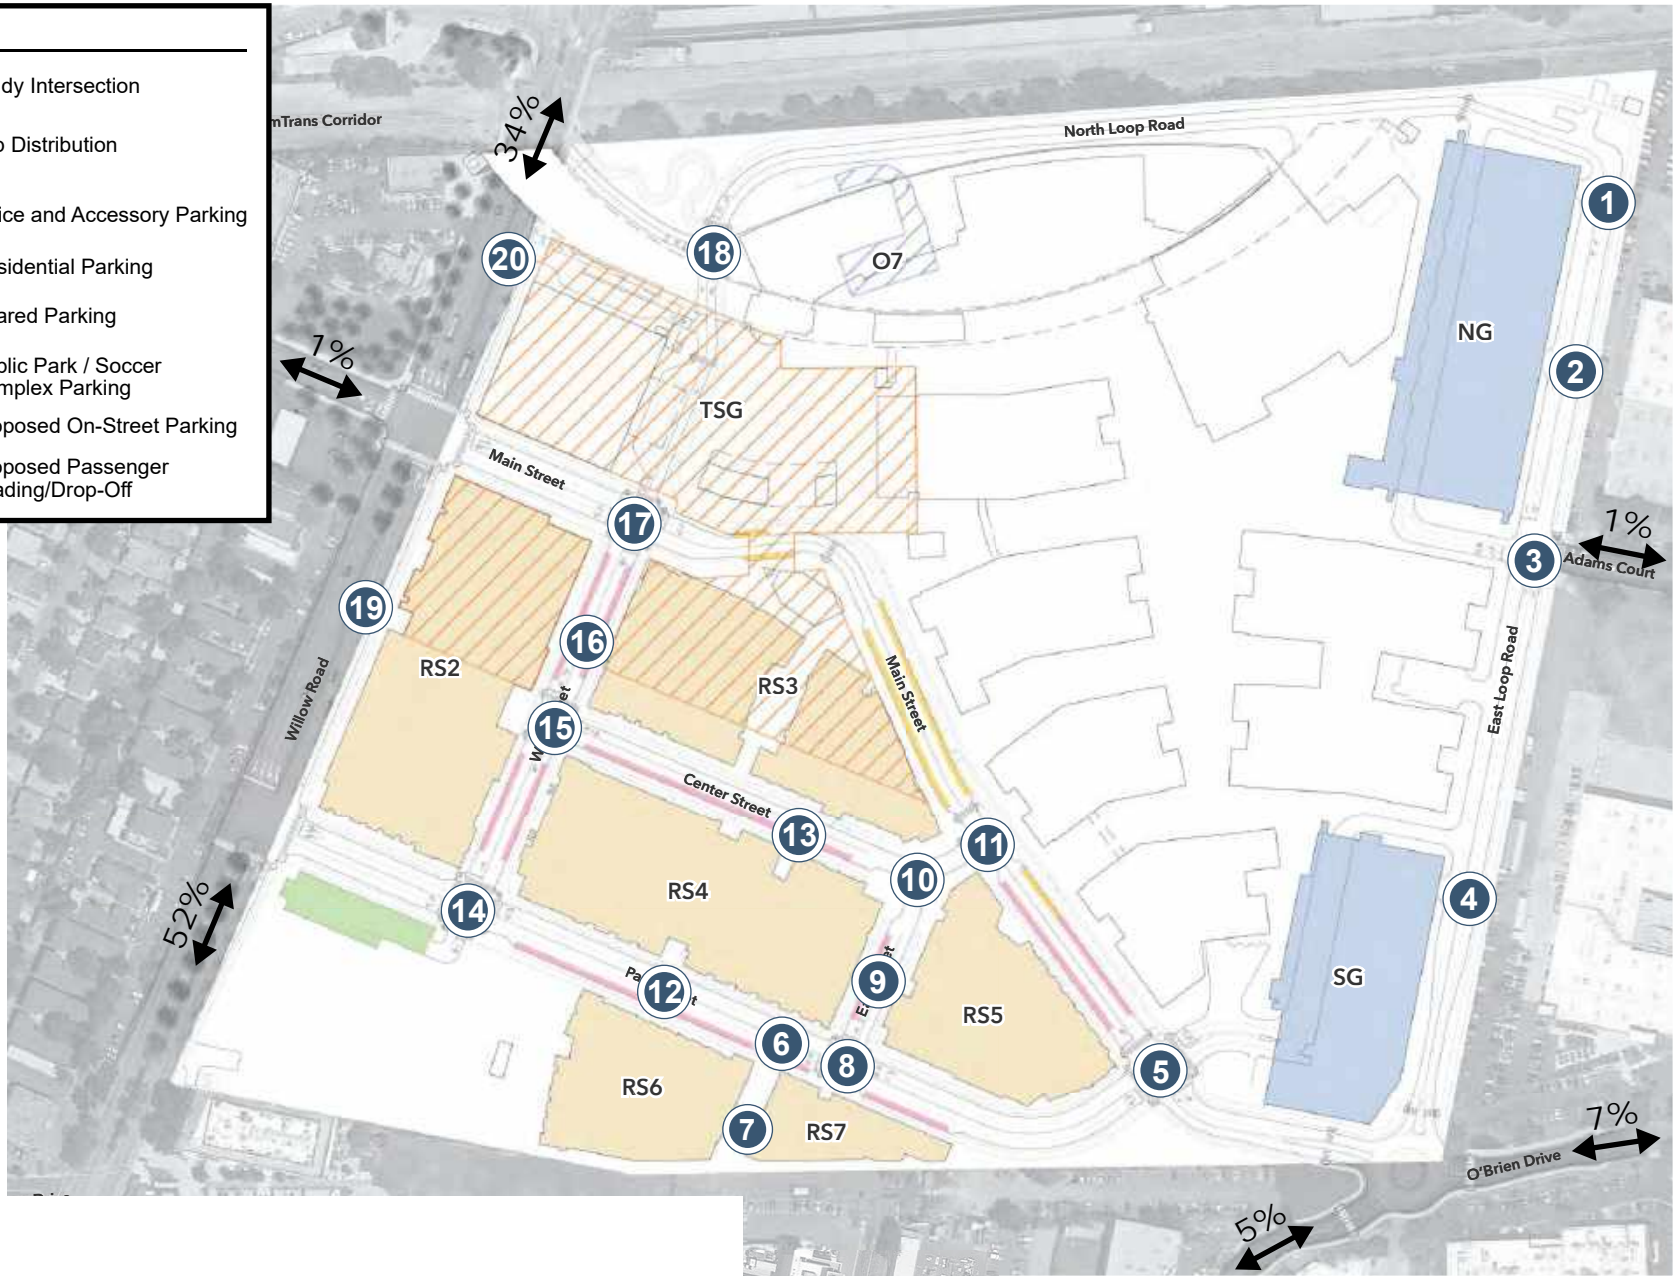 dy Intersection
Distribution
ice and Accessory Parking
sidential Parking
ared Parking
blic Park / Soccer
mplex Parking
posed On-Street Parking
posed Passenger
ading/Drop-Off
mTrans Corridor
34%
North Loop Road
1
20
18
O7
NG
1%
2
TSG
Main Street
17
1%
3
Adams Court
19
16
RS2
RS3
Main Street
East Loop Road
Willow Road
et
15
W
Center Street
13
11
10
RS4
4
52%
14
Pa
12
t
et
9
E
SG
RS5
6
8
5
RS6
7
RS7
7%
O'Brien Drive
5%